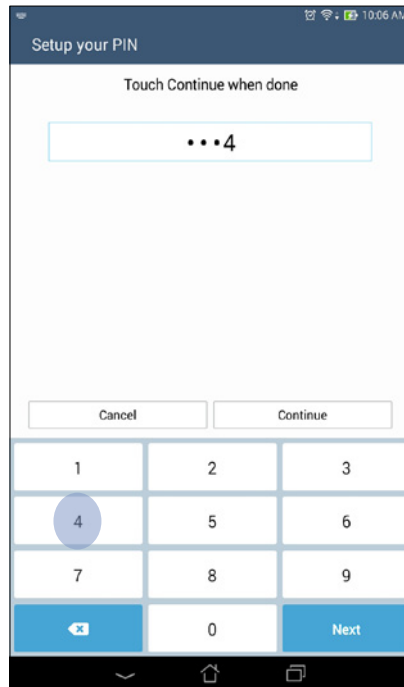 10:06 AM
Setup your PIN
Touch Continue when done
•••4
Cancel Continue
1 2 3
4 5 6
7 8 9
0 Next